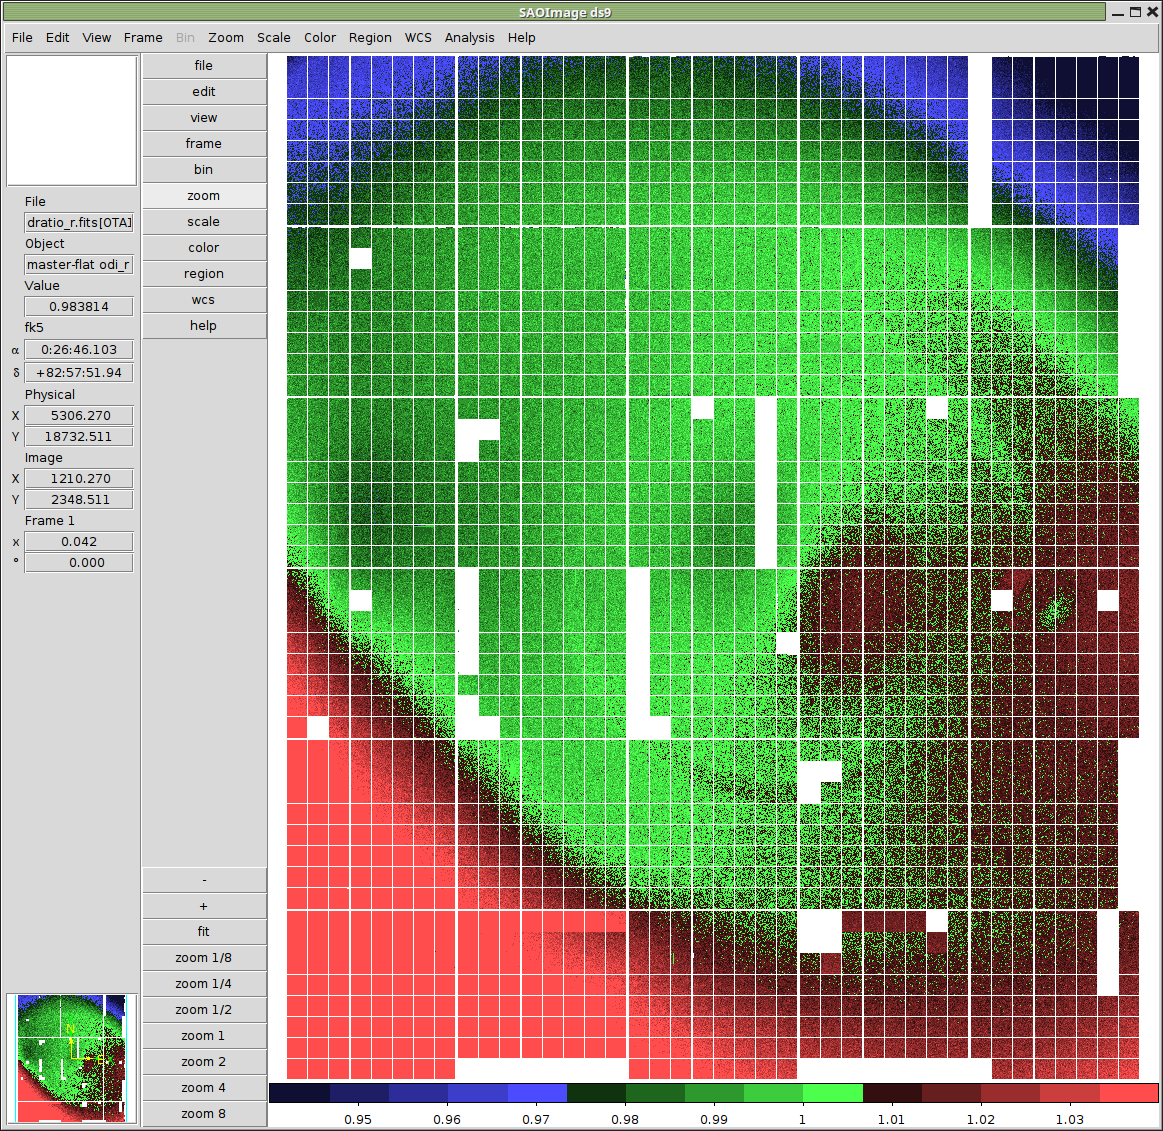 SAOImage ds9
File Edit View Frame Bin Zoom Scale Color Region WCS Analysis Help
file
edit
view
frame
bin
zoom
scale
color
region
wcs
help
File
dratio_r.fits[OTA]
Object
master-flat odi_r
Value
0.983814
fk5
α 0:26:46.103
δ +82:57:51.94
Physical
X 5306.270
Y 18732.511
Image
X 1210.270
Y 2348.511
Frame 1
x 0.042
° 0.000
-
+
fit
zoom 1/8
zoom 1/4
zoom 1/2
zoom 1
zoom 2
zoom 4
zoom 8
N
0.95 0.96 0.97 0.98 0.99 1 1.01 1.02 1.03